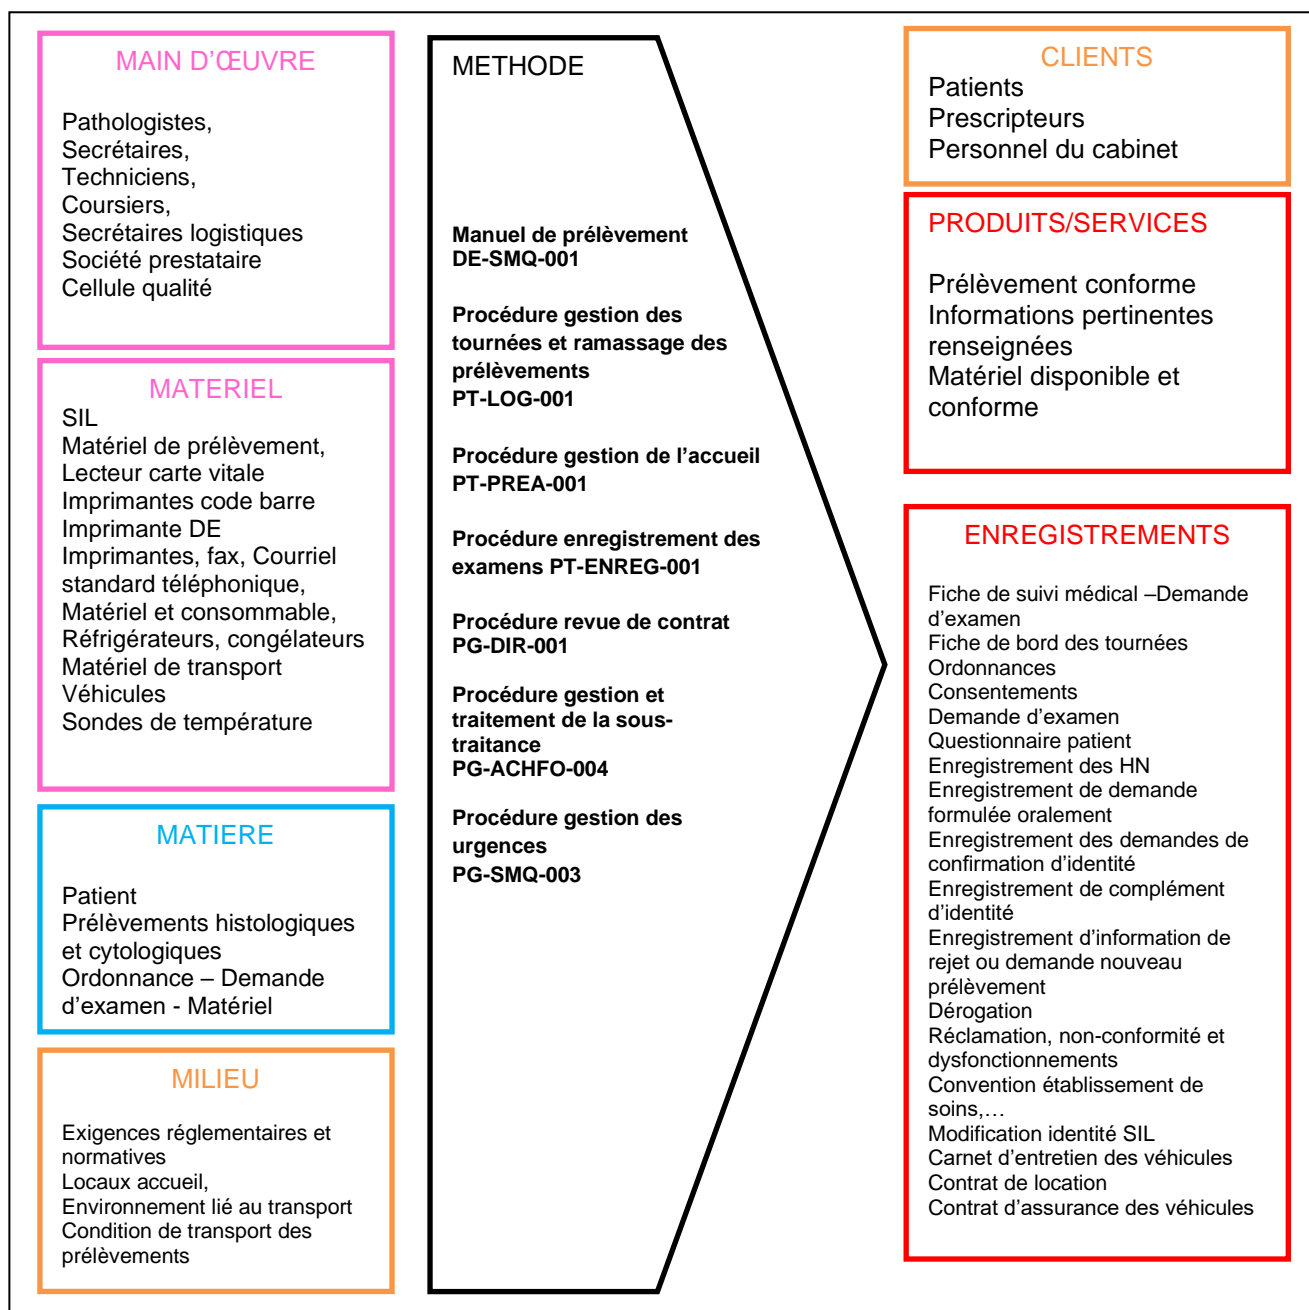 MAIN D'ŒUVRE
Pathologistes,
Secrétaires,
Techniciens,
Coursiers,
Secrétaires logistiques
Société prestataire
Cellule qualité
MATERIEL
SIL
Matériel de prélèvement,
Lecteur carte vitale
Imprimantes code barre
Imprimante DE
Imprimantes, fax, Courriel
standard téléphonique,
Matériel et consommable,
Réfrigérateurs, congélateurs
Matériel de transport
Véhicules
Sondes de température
MATIERE
Patient
Prélèvements histologiques
et cytologiques
Ordonnance – Demande
d'examen - Matériel
MILIEU
Exigences réglementaires et
normatives
Locaux accueil,
Environnement lié au transport
Condition de transport des
prélèvements
METHODE
Manuel de prélèvement
DE-SMQ-001
Procédure gestion des
tournées et ramassage des
prélèvements
PT-LOG-001
Procédure gestion de l'accueil
PT-PREA-001
Procédure enregistrement des
examens PT-ENREG-001
Procédure revue de contrat
PG-DIR-001
Procédure gestion et
traitement de la sous-
traitance
PG-ACHFO-004
Procédure gestion des
urgences
PG-SMQ-003
CLIENTS
Patients
Prescripteurs
Personnel du cabinet
PRODUITS/SERVICES
Prélèvement conforme
Informations pertinentes
renseignées
Matériel disponible et
conforme
ENREGISTREMENTS
Fiche de suivi médical –Demande
d'examen
Fiche de bord des tournées
Ordonnances
Consentements
Demande d'examen
Questionnaire patient
Enregistrement des HN
Enregistrement de demande
formulée oralement
Enregistrement des demandes de
confirmation d'identité
Enregistrement de complément
d'identité
Enregistrement d'information de
rejet ou demande nouveau
prélèvement
Dérogation
Réclamation, non-conformité et
dysfonctionnements
Convention établissement de
soins,…
Modification identité SIL
Carnet d'entretien des véhicules
Contrat de location
Contrat d'assurance des véhicules